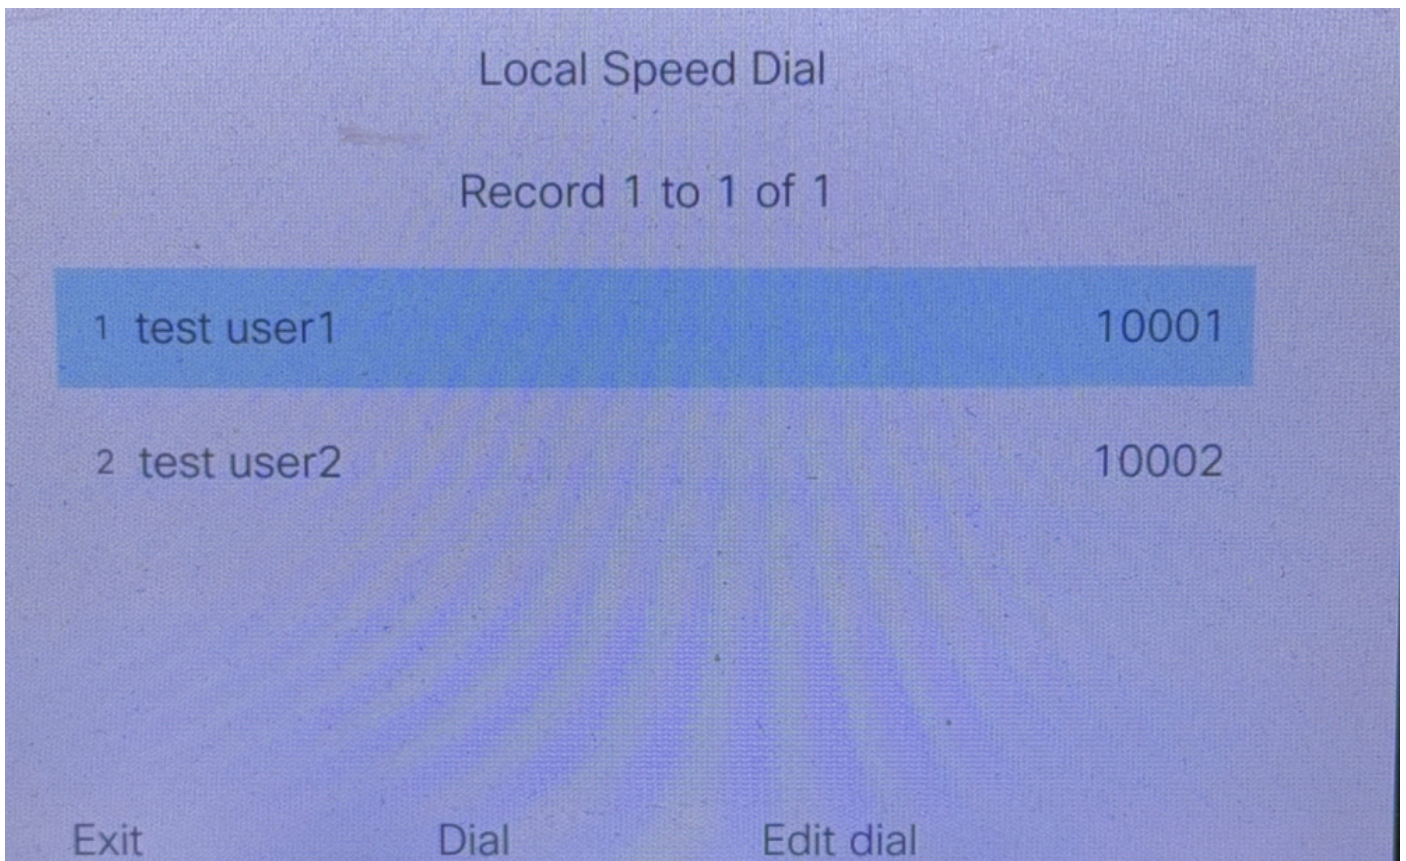 Local Speed Dial
Record 1 to 1 of 1
1 test user1 10001
2 test user2 10002
Exit Dial Edit dial